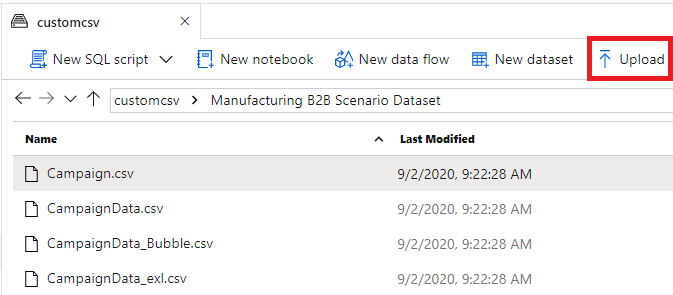 customcsv
New SQL script New notebook New data flow New dataset Upload
customcsv Manufacturing B2B Scenario Dataset
Name Last Modified
Campaign.csv 9/2/2020, 9:22:28 AM
CampaignData.csv 9/2/2020, 9:22:28 AM
CampaignData_Bubble.csv 9/2/2020, 9:22:28 AM
CampaignData_exl.csv 9/2/2020, 9:22:28 AM